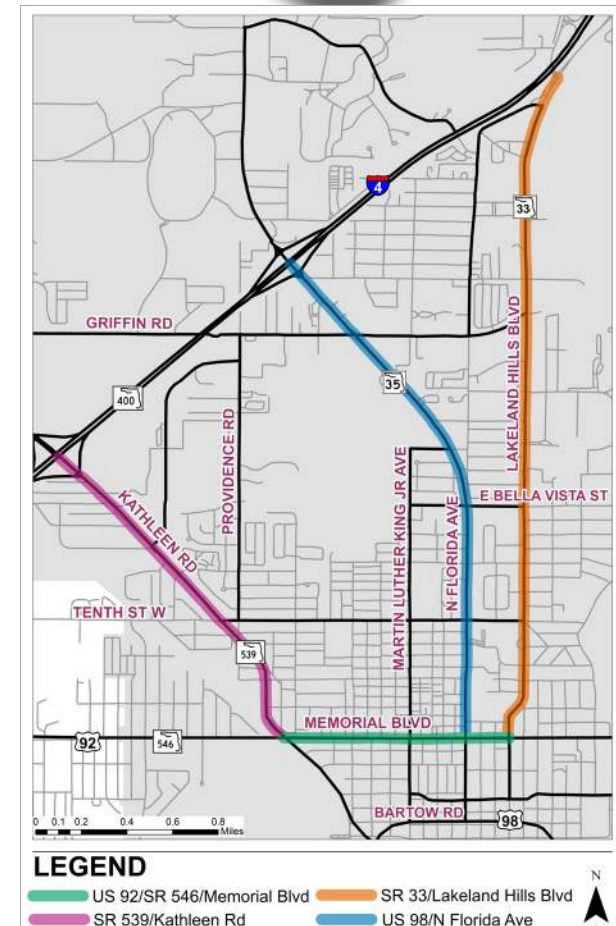 4
33
GRIFFIN RD
LAKELAND HILLS BLVD
35
400
PROVIDENCE RD
MARTIN LUTHER KING JR AVE
N FLORIDA AVE
E BELLA VISTA ST
KATHLEEN RD
TENTH ST W
539
MEMORIAL BLVD
92
546
BARTOW RD
98
0 0.1 0.2 0.4 0.6 0.8
Miles
LEGEND
N
US 92/SR 546/Memorial Blvd SR 33/Lakeland Hills Blvd
SR 539/Kathleen Rd US 98/N Florida Ave